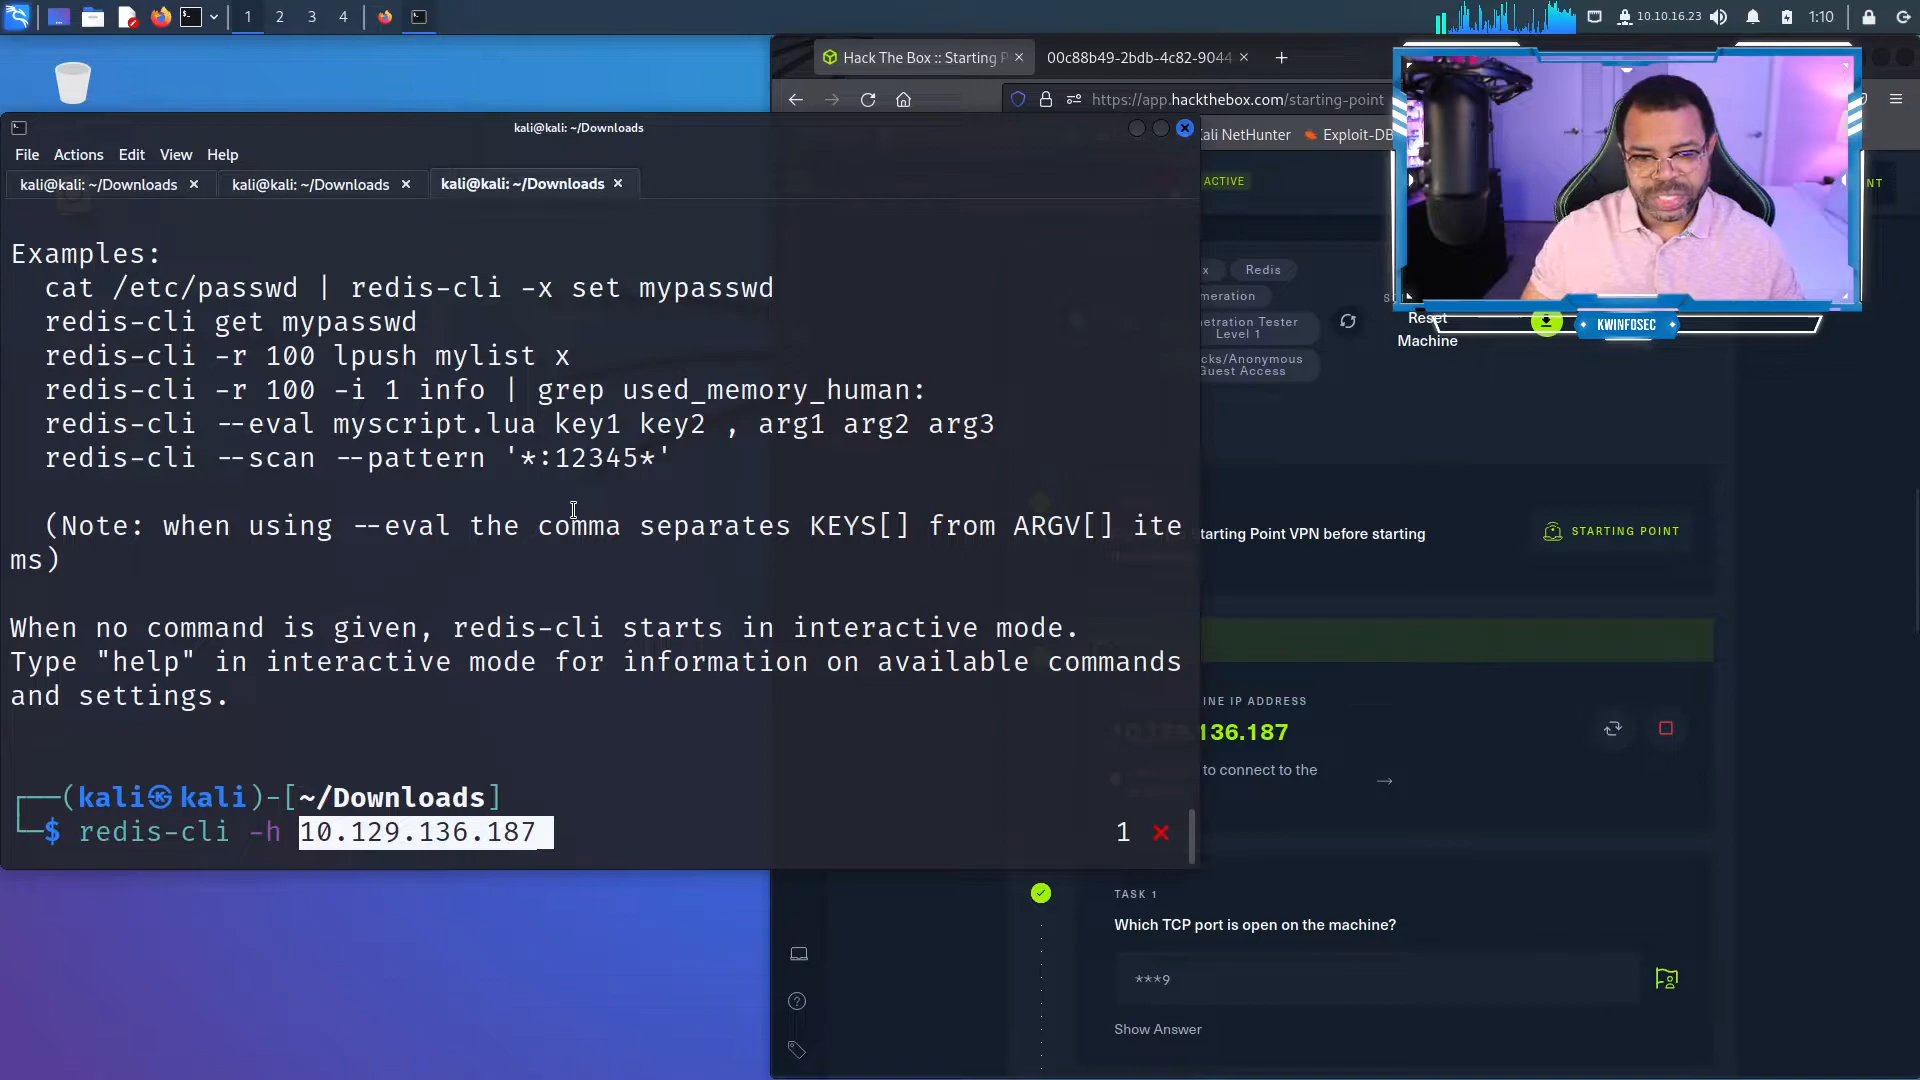 1
2
3
4
10.10.16.23
1:10
Hack The Box :: Starting P
00c88b49-2bdb-4c82-9044
https://app.hackthebox.com/starting-point
Kali NetHunter
Exploit-DB
kali@kali: ~/Downloads
File Actions Edit View Help
kali@kali: ~/Downloads
kali@kali: ~/Downloads
kali@kali: ~/Downloads
Examples:
cat /etc/passwd | redis-cli -x set mypasswd
redis-cli get mypasswd
redis-cli -r 100 lpush mylist x
redis-cli -r 100 -i 1 info | grep used_memory_human:
redis-cli --eval myscript.lua key1 key2 , arg1 arg2 arg3
redis-cli --scan --pattern '*:12345*'
(Note: when using --eval the comma separates KEYS[] from ARGV[] ite
ms)
When no command is given, redis-cli starts in interactive mode.
Type "help" in interactive mode for information on available commands
and settings.
(kali㉿kali)-[~/Downloads]
$ redis-cli -h 10.129.136.187
1
ACTIVE
NT
x
Redis
meration
etration Tester
Level 1
cks/Anonymous
Guest Access
Reset
Machine
KWINFOSEC
tarting Point VPN before starting
STARTING POINT
INE IP ADDRESS
136.187
to connect to the
TASK 1
Which TCP port is open on the machine?
***9
Show Answer